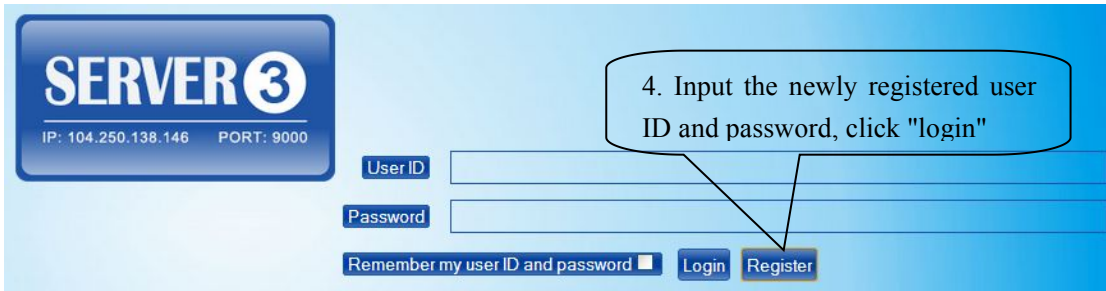 SERVER 3
IP: 104.250.138.146 PORT: 9000
4. Input the newly registered user
ID and password, click "login"
User ID
Password
Remember my user ID and password
Login Register